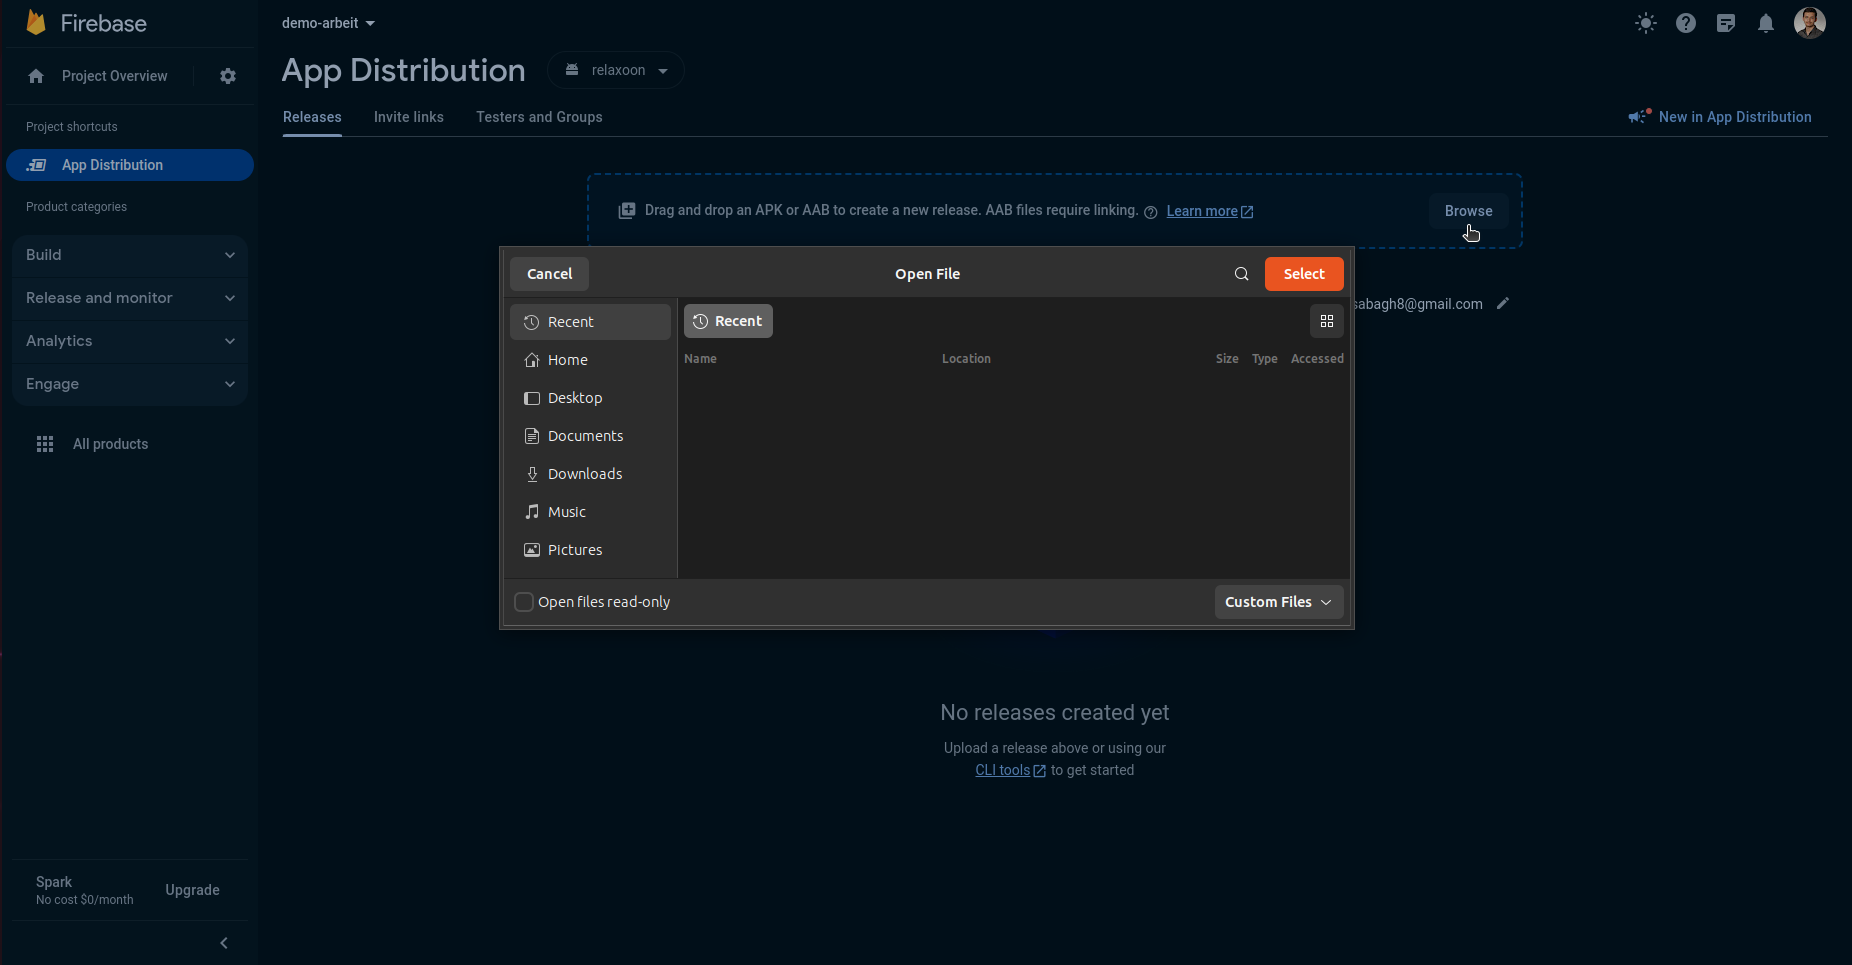 Firebase
demo-arbeit
Project Overview
App Distribution
relaxoon
Project shortcuts
Releases
Invite links
Testers and Groups
New in App Distribution
App Distribution
Product categories
Drag and drop an APK or AAB to create a new release. AAB files require linking.
Learn more
Browse
Build
Release and monitor
Analytics
Engage
All products
Cancel
Open File
Select
sabagh8@gmail.com
Recent
Home
Desktop
Documents
Downloads
Music
Pictures
Recent
Name
Location
Size
Type
Accessed
Open files read-only
Custom Files
No releases created yet
Upload a release above or using our
CLI tools to get started
Spark
No cost $0/month
Upgrade